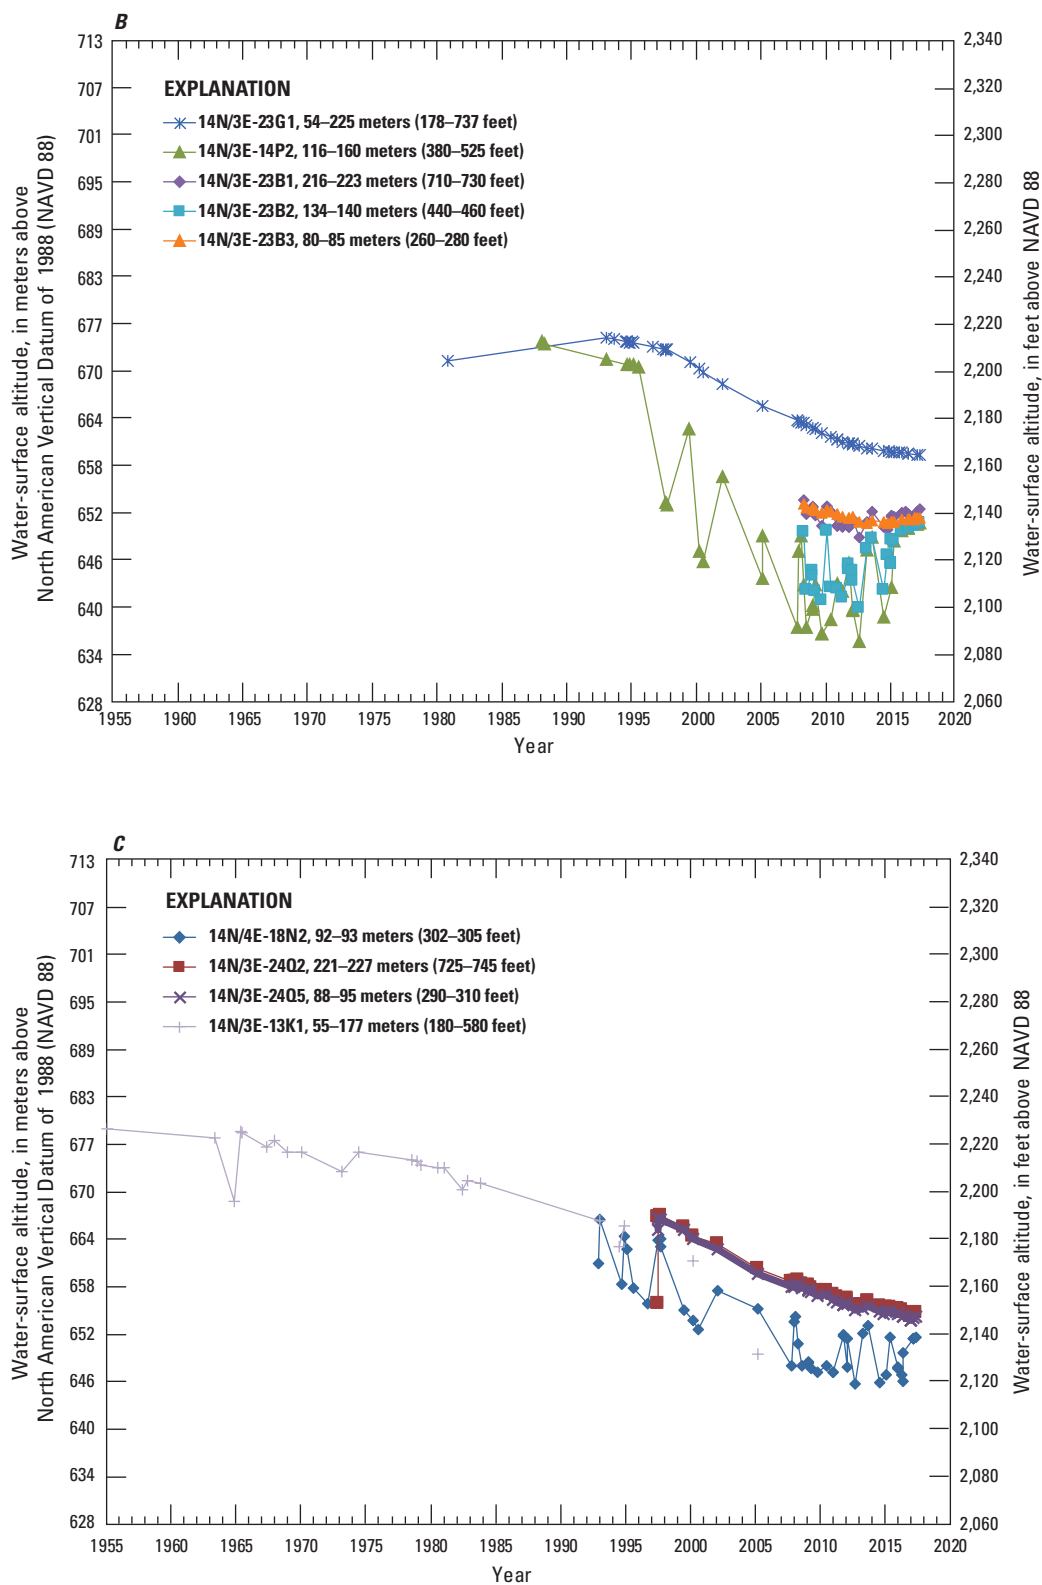 B
713
707
701
695
689
683
677
670
664
658
652
646
640
634
628
2,340
2,320
2,300
2,280
2,260
2,240
2,220
2,200
2,180
2,160
2,140
2,120
2,100
2,080
2,060
Water-surface altitude, in meters above
North American Vertical Datum of 1988 (NAVD 88)
Water-surface altitude, in feet above NAVD 88
EXPLANATION
14N/3E-23G1, 54–225 meters (178–737 feet)
14N/3E-14P2, 116–160 meters (380–525 feet)
14N/3E-23B1, 216–223 meters (710–730 feet)
14N/3E-23B2, 134–140 meters (440–460 feet)
14N/3E-23B3, 80–85 meters (260–280 feet)
1955 1960 1965 1970 1975 1980 1985 1990 1995 2000 2005 2010 2015 2020
Year
C
713
707
701
695
689
683
677
670
664
658
652
646
640
634
628
2,340
2,320
2,300
2,280
2,260
2,240
2,220
2,200
2,180
2,160
2,140
2,120
2,100
2,080
2,060
Water-surface altitude, in meters above
North American Vertical Datum of 1988 (NAVD 88)
Water-surface altitude, in feet above NAVD 88
EXPLANATION
14N/4E-18N2, 92–93 meters (302–305 feet)
14N/3E-24Q2, 221–227 meters (725–745 feet)
14N/3E-24Q5, 88–95 meters (290–310 feet)
14N/3E-13K1, 55–177 meters (180–580 feet)
1955 1960 1965 1970 1975 1980 1985 1990 1995 2000 2005 2010 2015 2020
Year